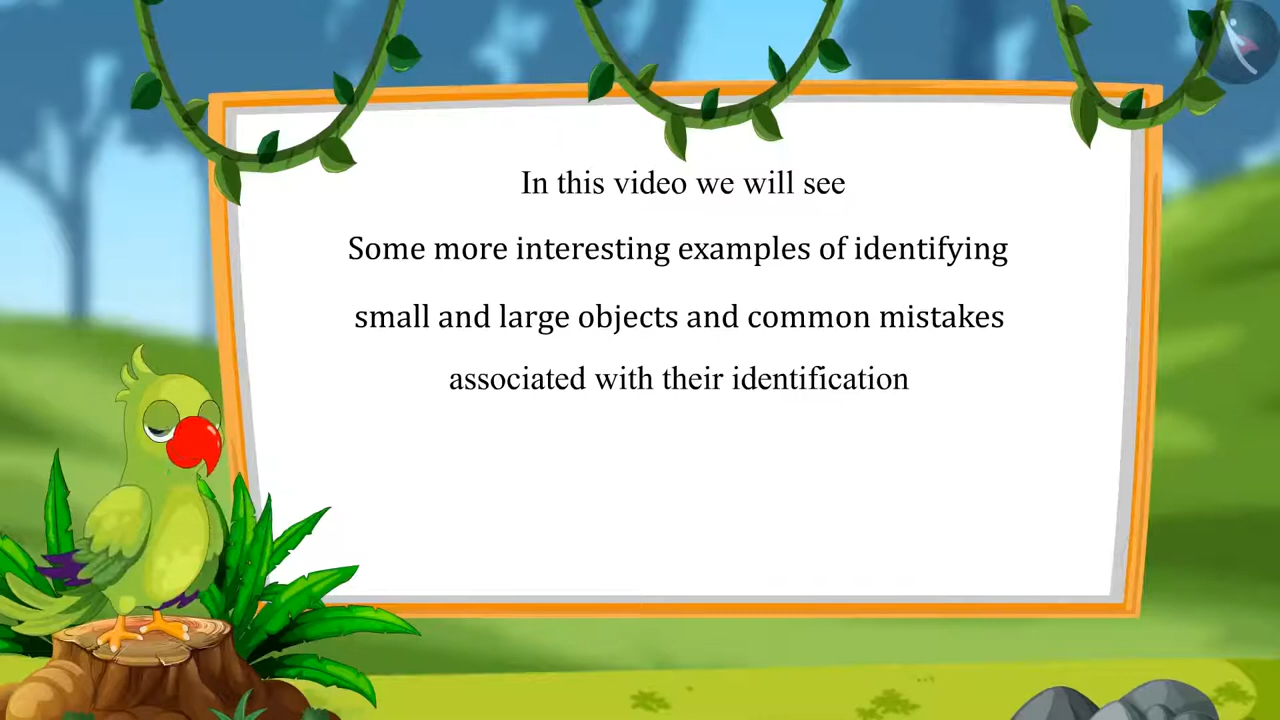 In this video we will see
Some more interesting examples of identifying
small and large objects and common mistakes
associated with their identification